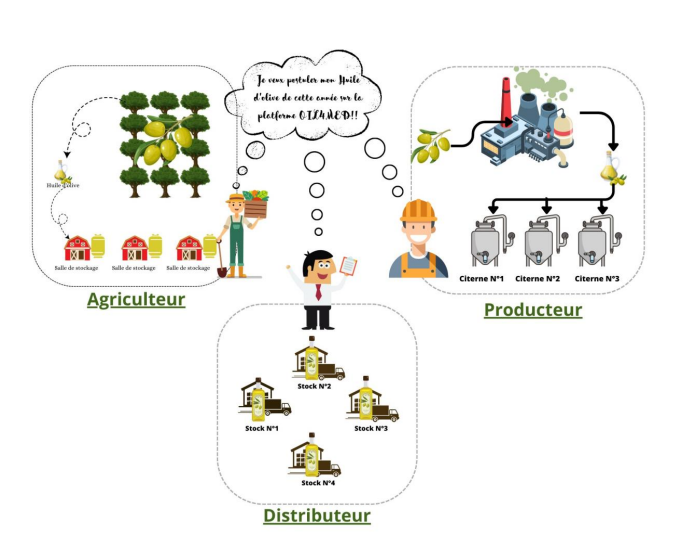 Je veux postuler mon Huile
d'olive de cette année sur la
platforme OIL4MED!!
Huile d'olive
Salle de stockage
Salle de stockage
Salle de stockage
Agriculteur
Citerne N°1
Citerne N°2
Citerne N°3
Producteur
Stock N°2
Stock N°1
Stock N°3
Stock N°4
Distributeur